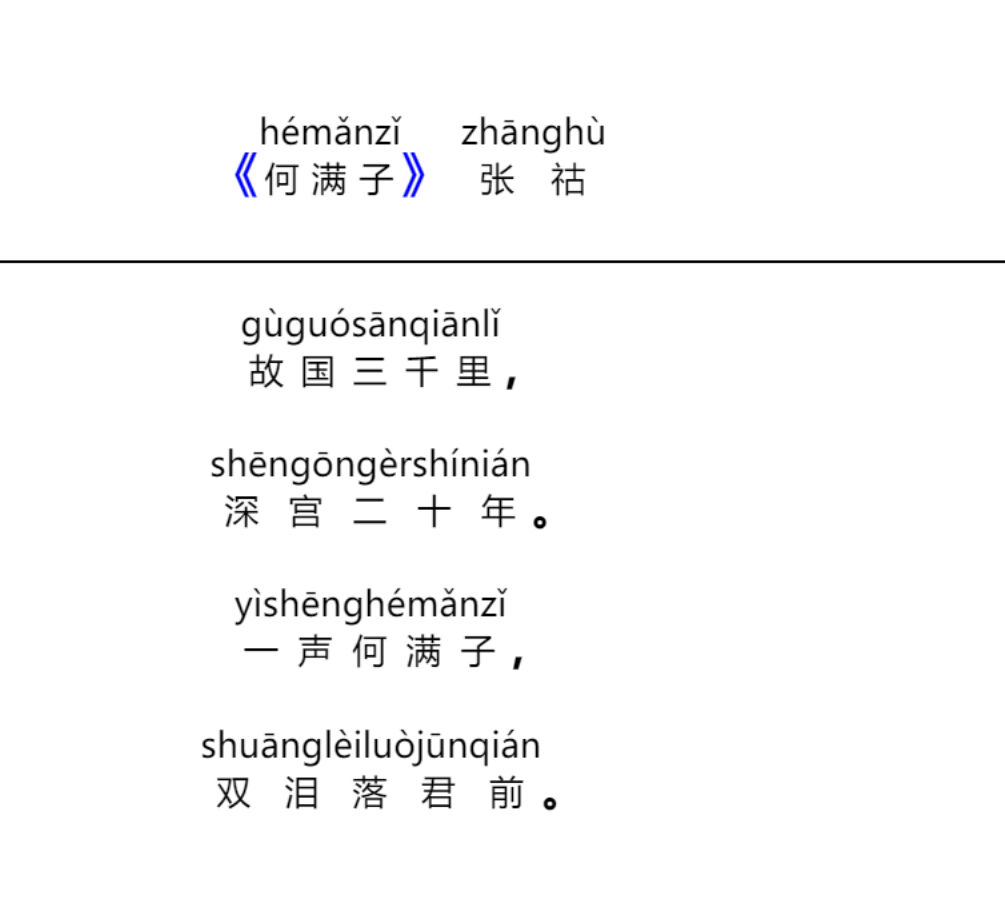 hémǎnzǐ zhānghù
《何满子》 张祜
gùguósānqiānlǐ
故国三千里，
shēngōngèrshínián
深宫二十年。
yìshēnghémǎnzǐ
一声何满子，
shuānglèiluòjūnqián
双泪落君前。